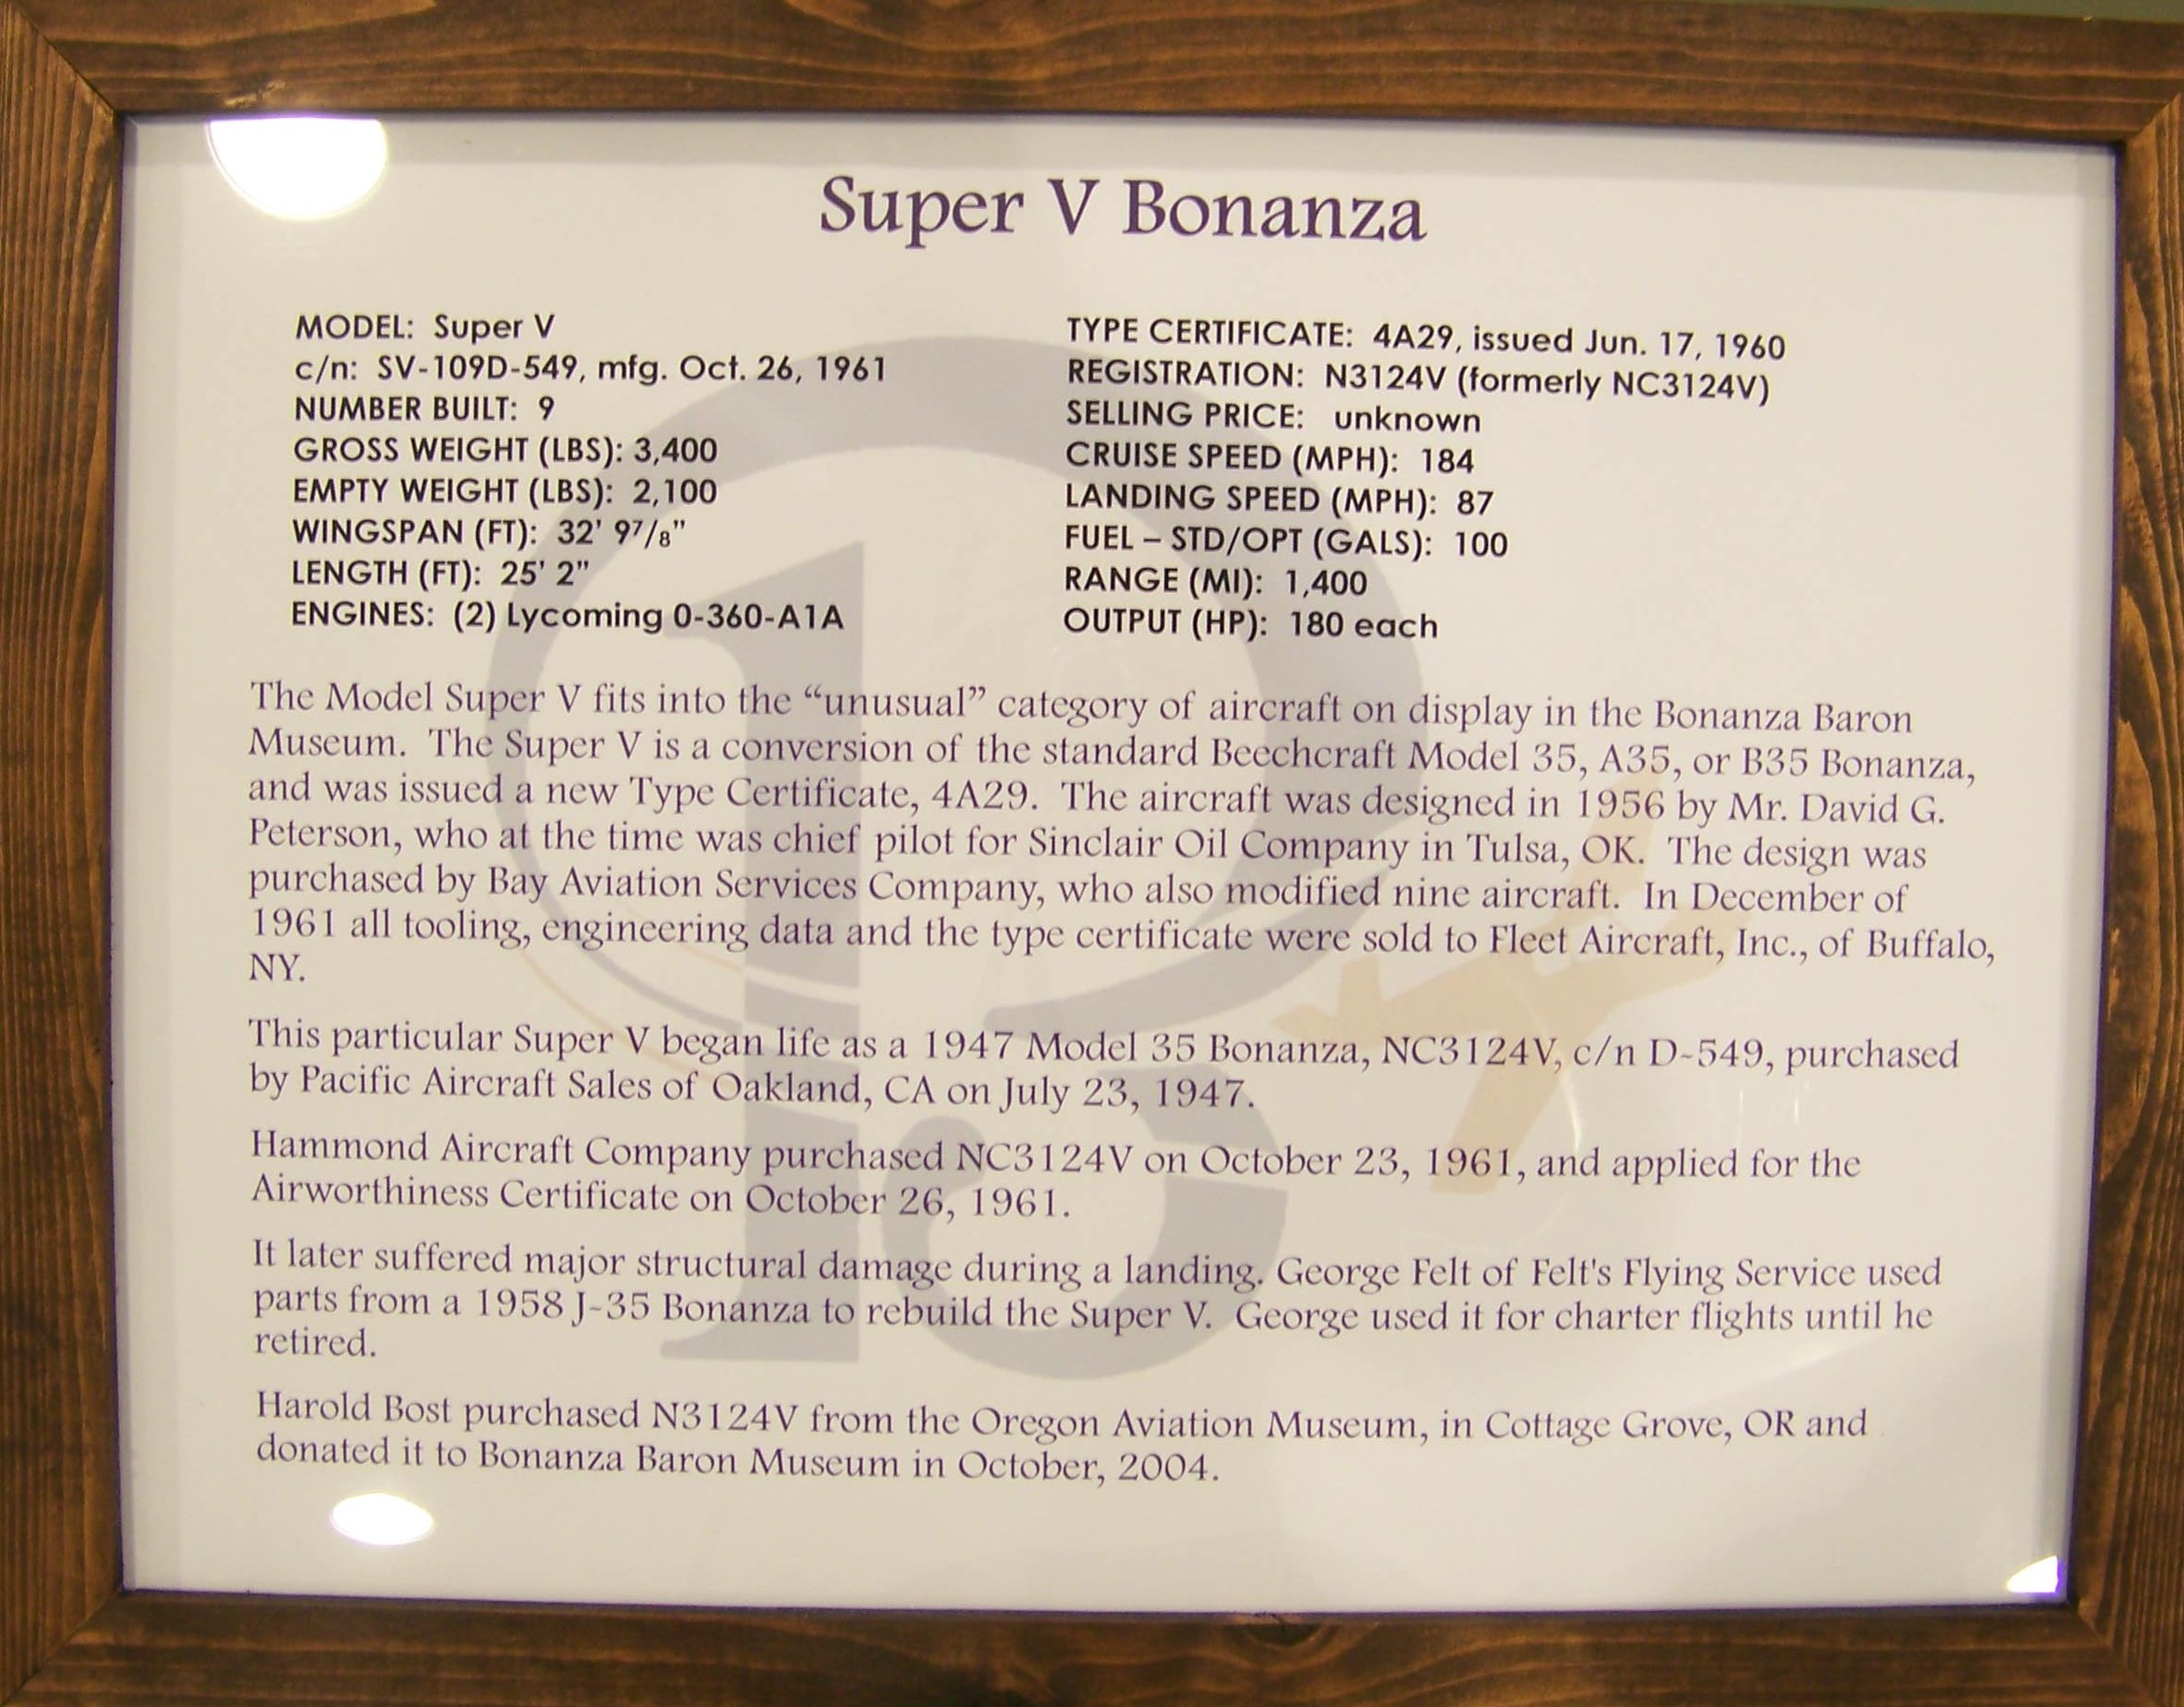 Super V Bonanza
MODEL: Super V
c/n: SV-109D-549, mfg. Oct. 26, 1961
NUMBER BUILT: 9
GROSS WEIGHT (LBS): 3,400
EMPTY WEIGHT (LBS): 2,100
WINGSPAN (FT): 32' 9⁷/₈"
LENGTH (FT): 25' 2"
ENGINES: (2) Lycoming 0-360-A1A
TYPE CERTIFICATE: 4A29, issued Jun. 17, 1960
REGISTRATION: N3124V (formerly NC3124V)
SELLING PRICE: unknown
CRUISE SPEED (MPH): 184
LANDING SPEED (MPH): 87
FUEL – STD/OPT (GALS): 100
RANGE (MI): 1,400
OUTPUT (HP): 180 each
The Model Super V fits into the “unusual” category of aircraft on display in the Bonanza Baron
Museum. The Super V is a conversion of the standard Beechcraft Model 35, A35, or B35 Bonanza,
and was issued a new Type Certificate, 4A29. The aircraft was designed in 1956 by Mr. David G.
Peterson, who at the time was chief pilot for Sinclair Oil Company in Tulsa, OK. The design was
purchased by Bay Aviation Services Company, who also modified nine aircraft. In December of
1961 all tooling, engineering data and the type certificate were sold to Fleet Aircraft, Inc., of Buffalo,
NY.
This particular Super V began life as a 1947 Model 35 Bonanza, NC3124V, c/n D-549, purchased
by Pacific Aircraft Sales of Oakland, CA on July 23, 1947.
Hammond Aircraft Company purchased NC3124V on October 23, 1961, and applied for the
Airworthiness Certificate on October 26, 1961.
It later suffered major structural damage during a landing. George Felt of Felt's Flying Service used
parts from a 1958 J-35 Bonanza to rebuild the Super V. George used it for charter flights until he
retired.
Harold Bost purchased N3124V from the Oregon Aviation Museum, in Cottage Grove, OR and
donated it to Bonanza Baron Museum in October, 2004.